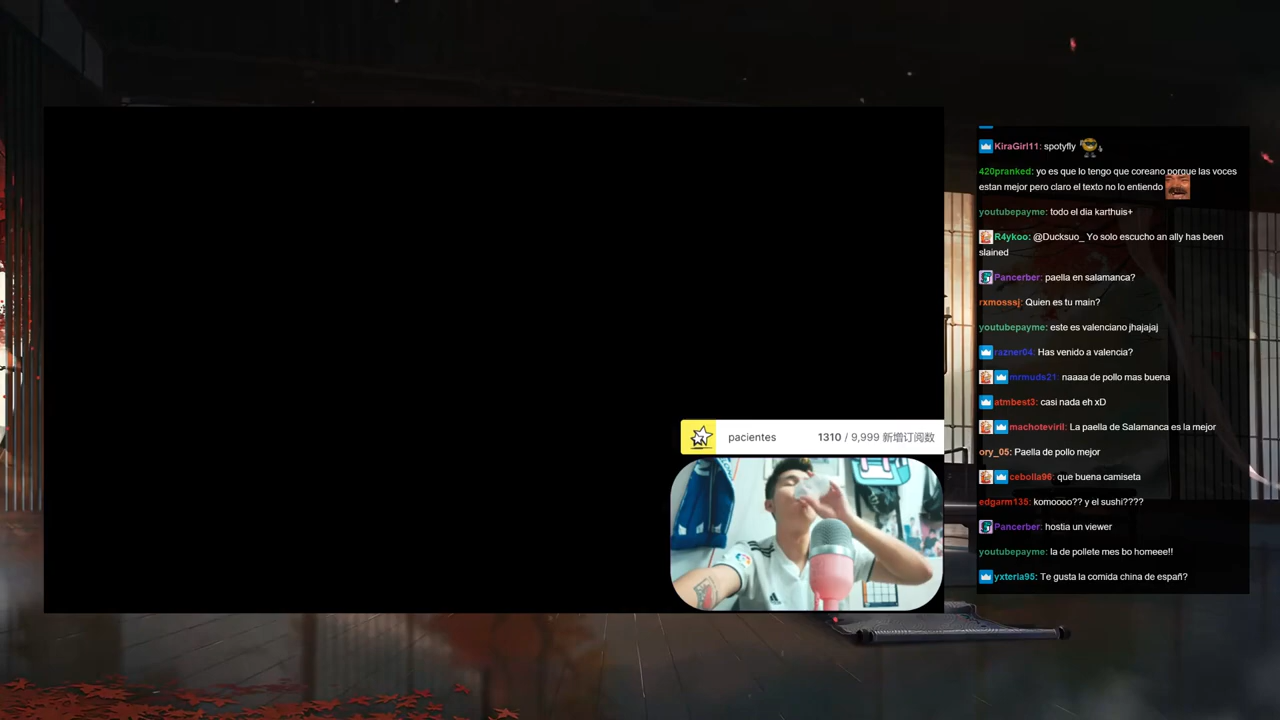 KiraGirl11: spotyfly
420pranked: yo es que lo tengo que coreano porque las voces
estan mejor pero claro el texto no lo entiendo
youtubepayme: todo el dia karthuis+
R4ykoo: @Ducksuo_ Yo solo escucho an ally has been
slained
Pancerber: paella en salamanca?
rxmosssj: Quien es tu main?
youtubepayme: este es valenciano jhajajaj
razner04: Has venido a valencia?
mrmude21: naaaa de pollo mas buena
atmbest3: casi nada eh xD
pacientes 1310 / 9,999 新增订阅数
machoteviril: La paella de Salamanca es la mejor
ory_05: Paella de pollo mejor
cebolla96: que buena camiseta
edgarm135: komoooo?? y el sushi????
Pancerber: hostia un viewer
youtubepayme: la de pollete mes bo homeee!!
yxteria95: Te gusta la comida china de españ?